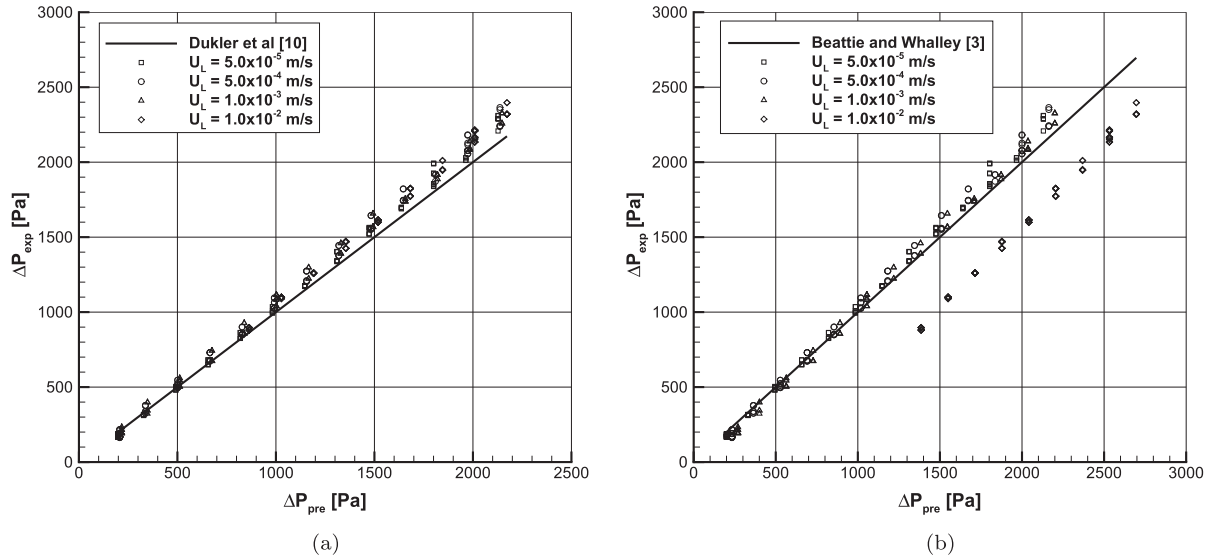 3000
2500
2000
1500
1000
500
0
ΔP_exp [Pa]
Dukler et al [10]
U_L = 5.0x10^-5 m/s
U_L = 5.0x10^-4 m/s
U_L = 1.0x10^-3 m/s
U_L = 1.0x10^-2 m/s
0 500 1000 1500 2000 2500
ΔP_pre [Pa]
(a)
3000
2500
2000
1500
1000
500
0
ΔP_exp [Pa]
Beattie and Whalley [3]
U_L = 5.0x10^-5 m/s
U_L = 5.0x10^-4 m/s
U_L = 1.0x10^-3 m/s
U_L = 1.0x10^-2 m/s
0 500 1000 1500 2000 2500 3000
ΔP_pre [Pa]
(b)